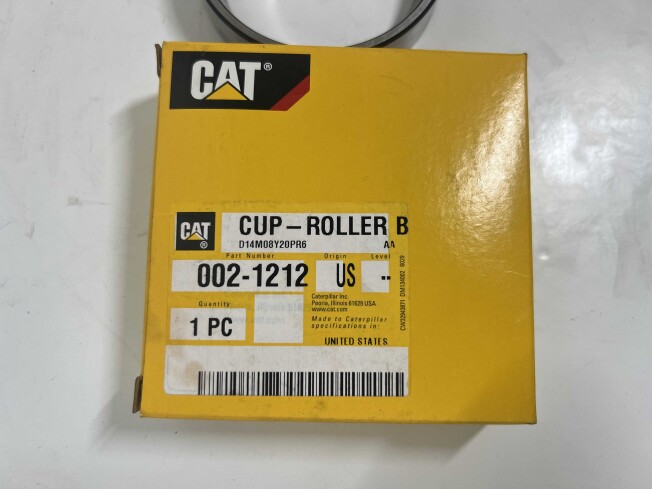 CAT®
CAT®
CUP-ROLLER B
D14M08Y20PR6 AA
Part Number Origin Level
002-1212 US --
Quantity
1 PC
Caterpillar Inc.
Paoria, Illinois 61629 USA
www.cat.com
Made to Caterpillar
specifications in:
UNITED STATES